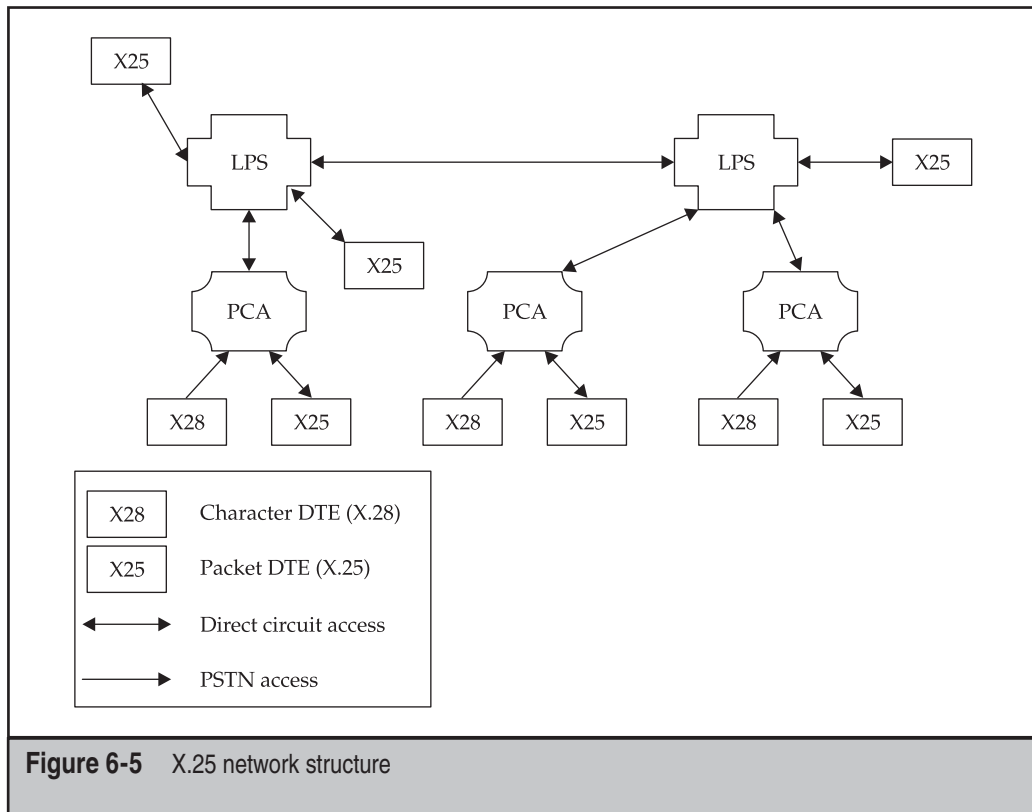 X25
LPS
LPS
X25
X25
PCA
PCA
PCA
X28
X25
X28
X25
X28
X25
X28 Character DTE (X.28)
X25 Packet DTE (X.25)
Direct circuit access
PSTN access
Figure 6-5 X.25 network structure